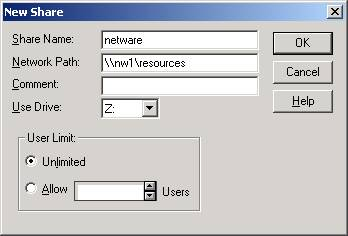 New Share
Share Name: netware
OK
Network Path: \\nw1\resources
Cancel
Comment:
Help
Use Drive: Z:
User Limit:
Unlimited
Allow Users